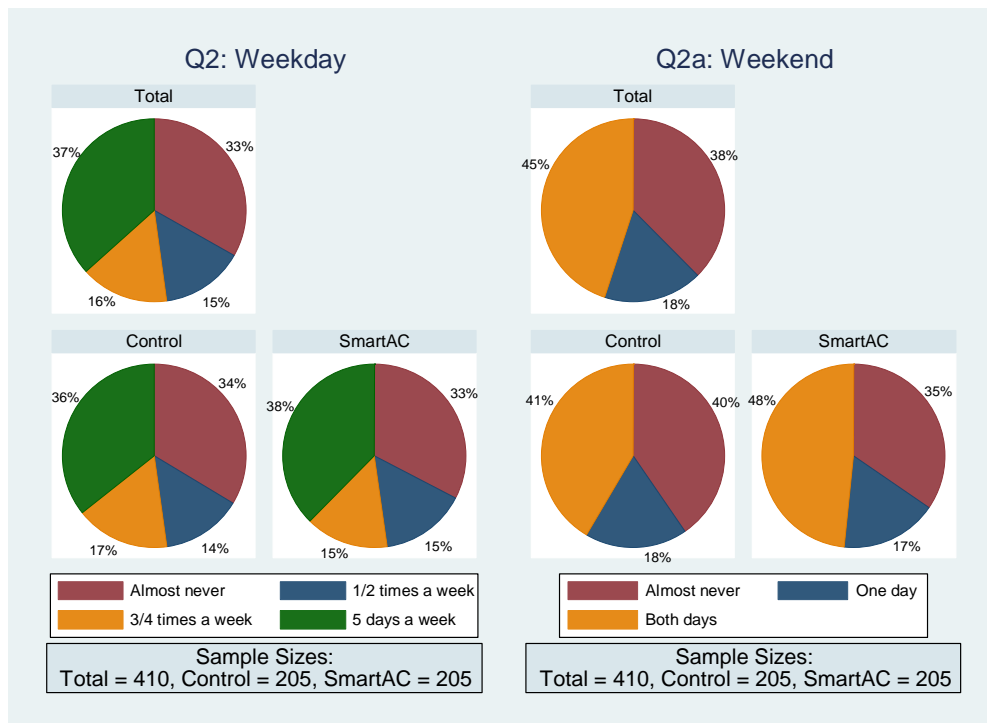 Q2: Weekday
Total
37%
33%
16%
15%
Control
SmartAC
36%
34%
17%
14%
38%
33%
15%
15%
Almost never
1/2 times a week
3/4 times a week
5 days a week
Sample Sizes:
Total = 410, Control = 205, SmartAC = 205
Q2a: Weekend
Total
45%
38%
18%
Control
SmartAC
41%
40%
18%
48%
35%
17%
Almost never
One day
Both days
Sample Sizes:
Total = 410, Control = 205, SmartAC = 205